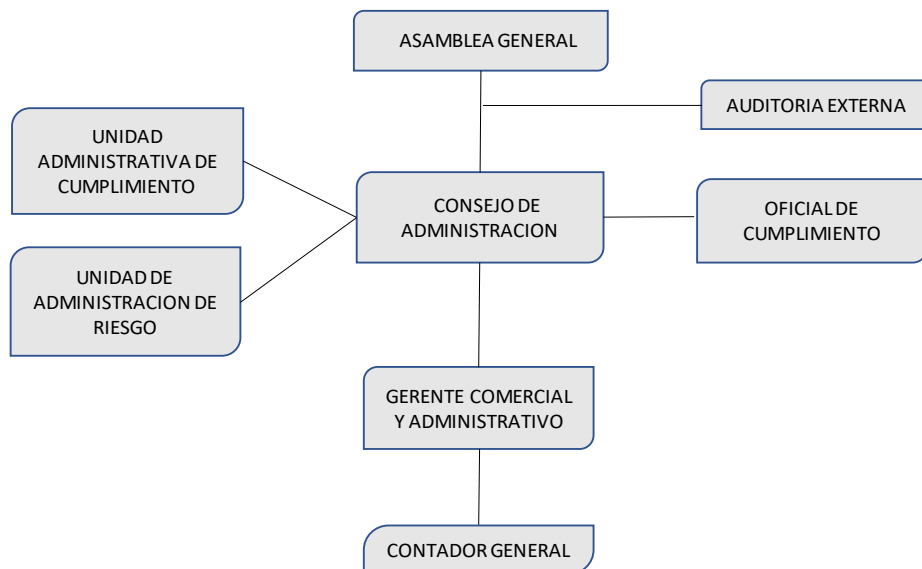 ASAMBLEA GENERAL
AUDITORIA EXTERNA
UNIDAD
ADMINISTRATIVA DE
CUMPLIMIENTO
CONSEJO DE
ADMINISTRACION
OFICIAL DE
CUMPLIMIENTO
UNIDAD DE
ADMINISTRACION DE
RIESGO
GERENTE COMERCIAL
Y ADMINISTRATIVO
CONTADOR GENERAL